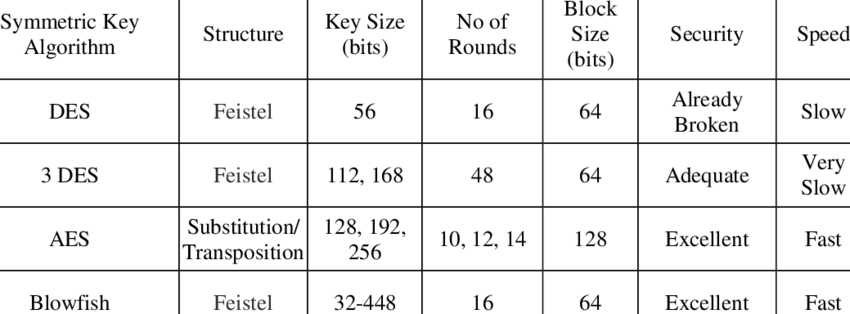 Symmetric Key Algorithm | Structure | Key Size (bits) | No of Rounds | Block Size (bits) | Security | Speed
DES | Feistel | 56 | 16 | 64 | Already Broken | Slow
3 DES | Feistel | 112, 168 | 48 | 64 | Adequate | Very Slow
AES | Substitution/ Transposition | 128, 192, 256 | 10, 12, 14 | 128 | Excellent | Fast
Blowfish | Feistel | 32-448 | 16 | 64 | Excellent | Fast